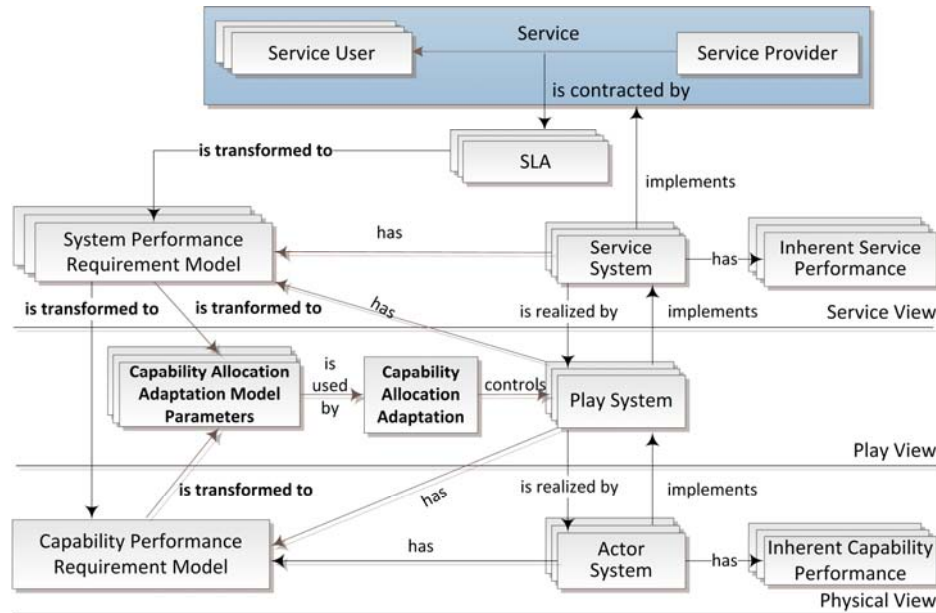 Service
Service User
Service Provider
is contracted by
is transformed to
SLA
implements
System Performance
Requirement Model
has
Service
System
has
Inherent Service
Performance
is transformed to
is tranformed to
has
is realized by
implements
Service View
Capability Allocation
Adaptation Model
Parameters
is
used
by
Capability
Allocation
Adaptation
controls
Play System
Play View
is transformed to
has
is realized by
implements
Capability Performance
Requirement Model
has
Actor
System
has
Inherent Capability
Performance
Physical View